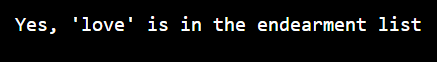 Yes, 'love' is in the endearment list